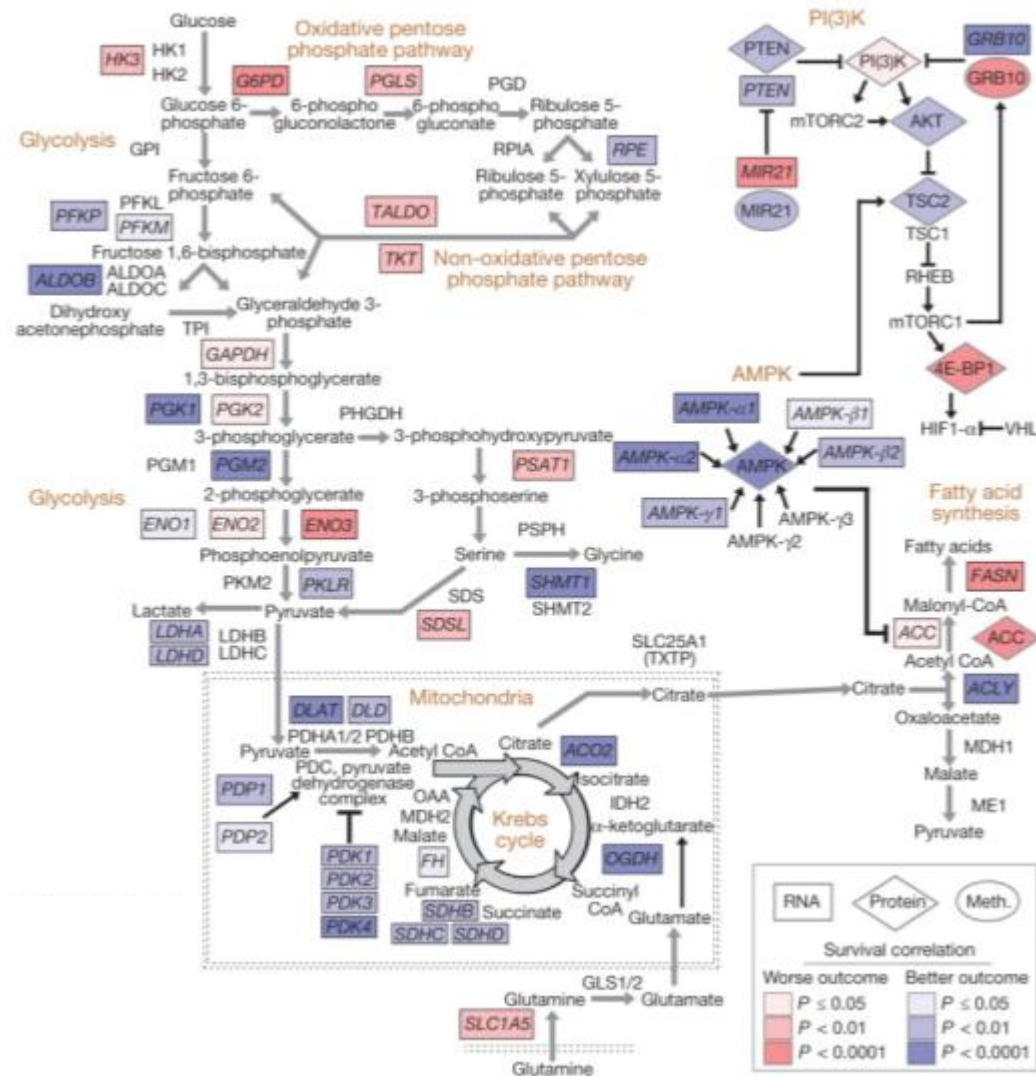 Glucose
HK3
HK1
HK2
Oxidative pentose
phosphate pathway
G6PD
PGLS
PGD
Glucose 6-
phosphate
6-phospho
gluconolactone
6-phospho
gluconate
Ribulose 5-
phosphate
Glycolysis
GPI
RPIA
RPE
Fructose 6-
phosphate
Ribulose 5-
phosphate
Xylulose 5-
phosphate
PFKP
PFKL
PFKM
TALDO
TKT
Fructose 1,6-bisphosphate
Non-oxidative pentose
phosphate pathway
ALDOB
ALDOA
ALDOC
Dihydroxy
acetonephosphate
TPI
Glyceraldehyde 3-
phosphate
GAPDH
1,3-bisphosphoglycerate
PGK1
PGK2
PHGDH
3-phosphoglycerate
3-phosphohydroxypyruvate
PGM1
PGM2
PSAT1
Glycolysis
2-phosphoglycerate
3-phosphoserine
ENO1
ENO2
ENO3
PSPH
Phosphoenolpyruvate
Serine
Glycine
PKM2
PKLR
SHMT1
SHMT2
SDS
SDSL
Lactate
Pyruvate
LDHA
LDHD
LDHB
LDHC
PI(3)K
PTEN
PI(3)K
GRB10
PTEN
GRB10
mTORC2
AKT
MIR21
MIR21
TSC2
TSC1
RHEB
mTORC1
4E-BP1
HIF1-α
VHL
AMPK
AMPK-α1
AMPK-β1
AMPK-α2
AMPK
AMPK-β2
AMPK-γ1
AMPK-γ3
AMPK-γ2
Fatty acid
synthesis
Fatty acids
FASN
Malonyl-CoA
ACC
ACC
Acetyl CoA
SLC25A1
(TXTP)
Citrate
Citrate
ACLY
Oxaloacetate
MDH1
Malate
ME1
Pyruvate
Mitochondria
DLAT
DLD
PDHA1/2
PDHB
Pyruvate
Acetyl CoA
Citrate
ACO2
PDC, pyruvate
dehydrogenase
complex
PDP1
PDP2
Isocitrate
OAA
IDH2
MDH2
Malate
Krebs
cycle
α-ketoglutarate
FH
OGDH
PDK1
PDK2
PDK3
PDK4
Fumarate
SDHB
Succinate
SDHC
SDHD
Succinyl
CoA
Glutamate
GLS1/2
Glutamine
Glutamate
SLC1A5
Glutamine
RNA
Protein
Meth.
Survival correlation
Worse outcome
Better outcome
P ≤ 0.05
P ≤ 0.05
P < 0.01
P < 0.01
P < 0.0001
P < 0.0001